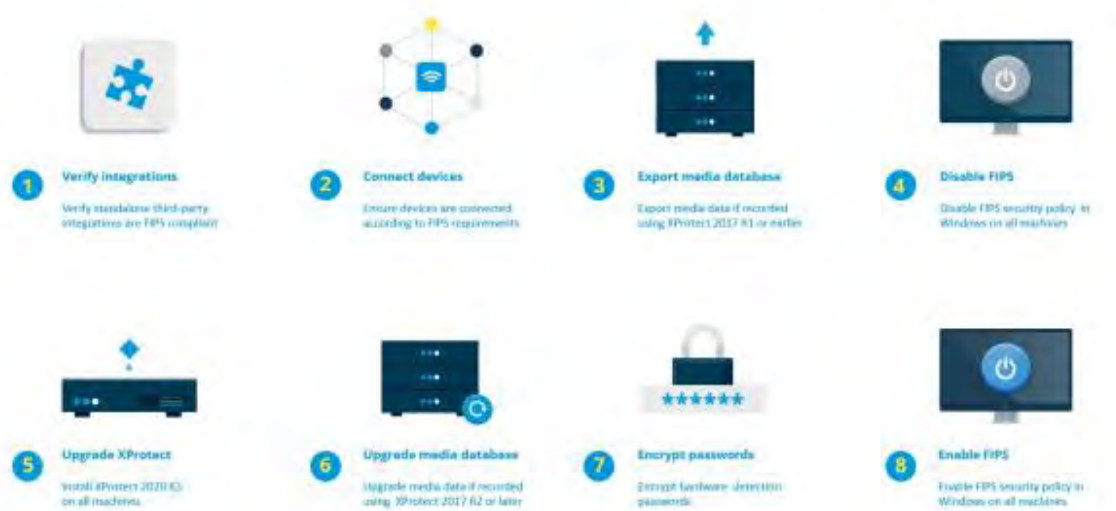 1
Verify integrations
Verify standalone third-party
integrations are FIPS compliant
2
Connect devices
Ensure devices are connected
according to FIPS requirements
3
Export media database
Export media data if recorded
using XProtect 2017 R1 or earlier
4
Disable FIPS
Disable FIPS security policy in
Windows on all machines
5
Upgrade XProtect
Install XProtect 2020 R3
on all machines
6
Upgrade media database
Upgrade media data if recorded
using XProtect 2017 R2 or later
******
7
Encrypt passwords
Encrypt hardware detection
passwords
8
Enable FIPS
Enable FIPS security policy in
Windows on all machines